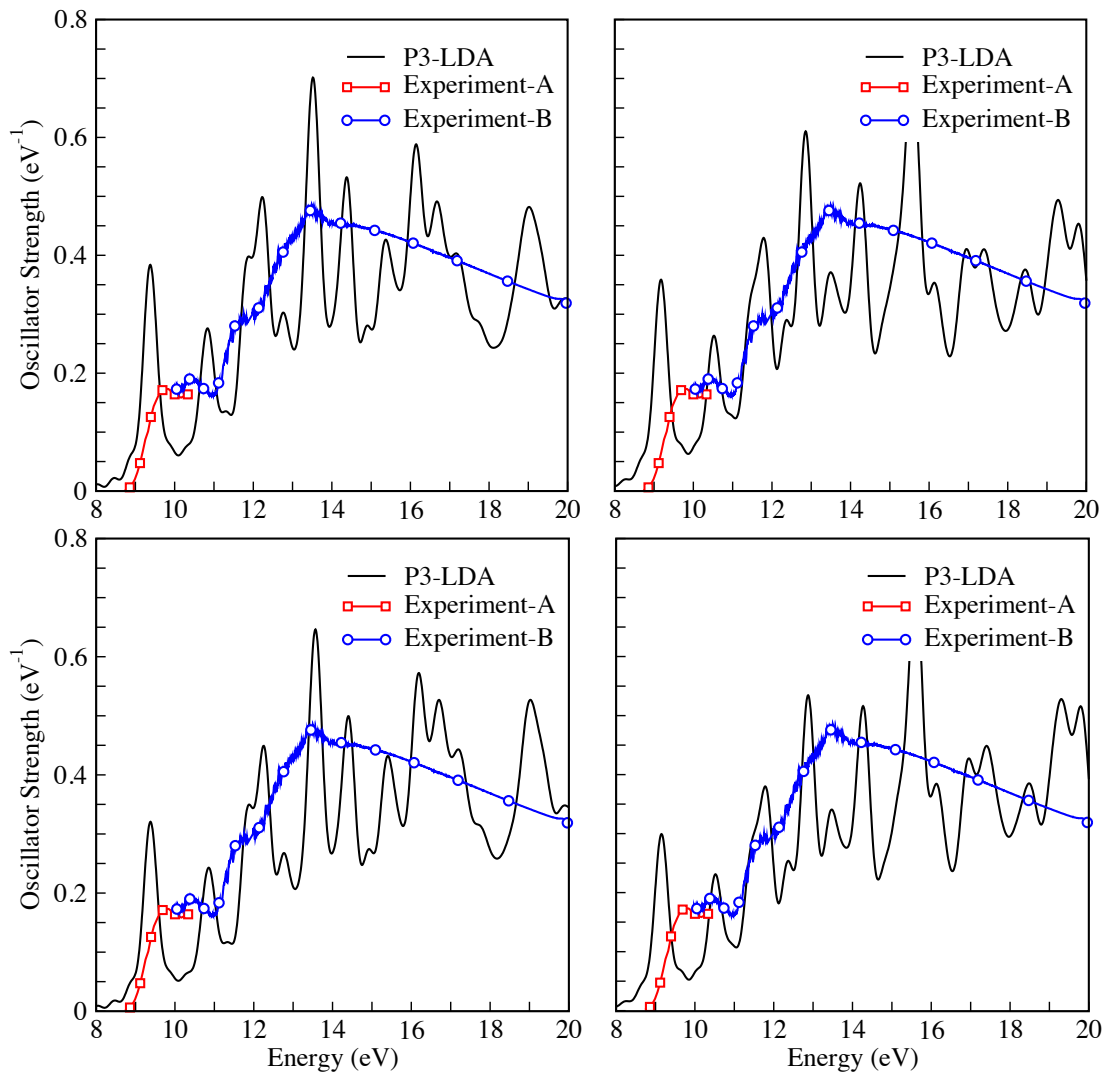 0.8
0.6
0.4
0.2
0
Oscillator Strength (eV⁻¹)
P3-LDA
Experiment-A
Experiment-B
8 10 12 14 16 18 20
P3-LDA
Experiment-A
Experiment-B
8 10 12 14 16 18 20
0.8
0.6
0.4
0.2
0
Oscillator Strength (eV⁻¹)
P3-LDA
Experiment-A
Experiment-B
8 10 12 14 16 18 20
Energy (eV)
P3-LDA
Experiment-A
Experiment-B
8 10 12 14 16 18 20
Energy (eV)